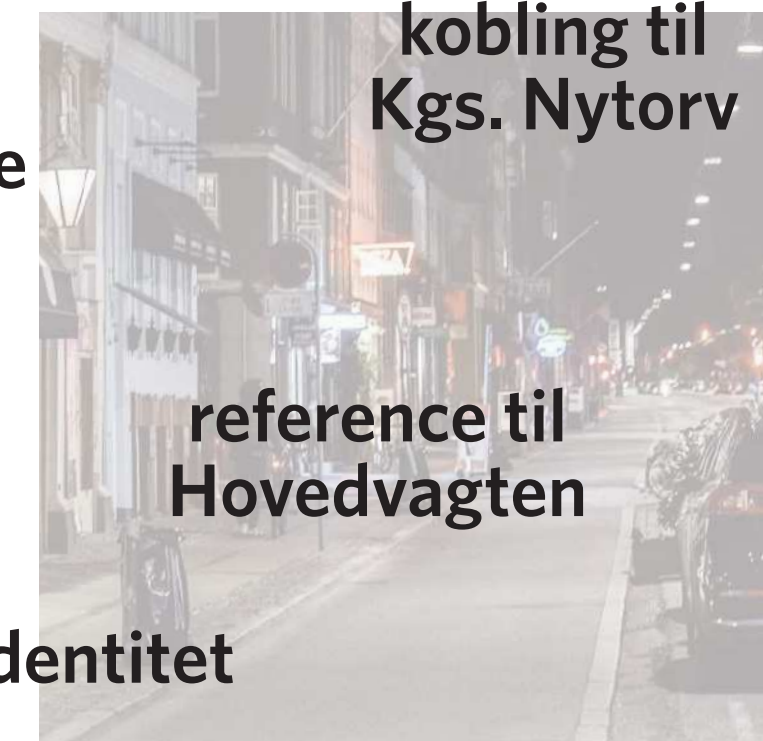 kobling til
Kgs. Nytorv
e
reference til
Hovedvagten
dentitet